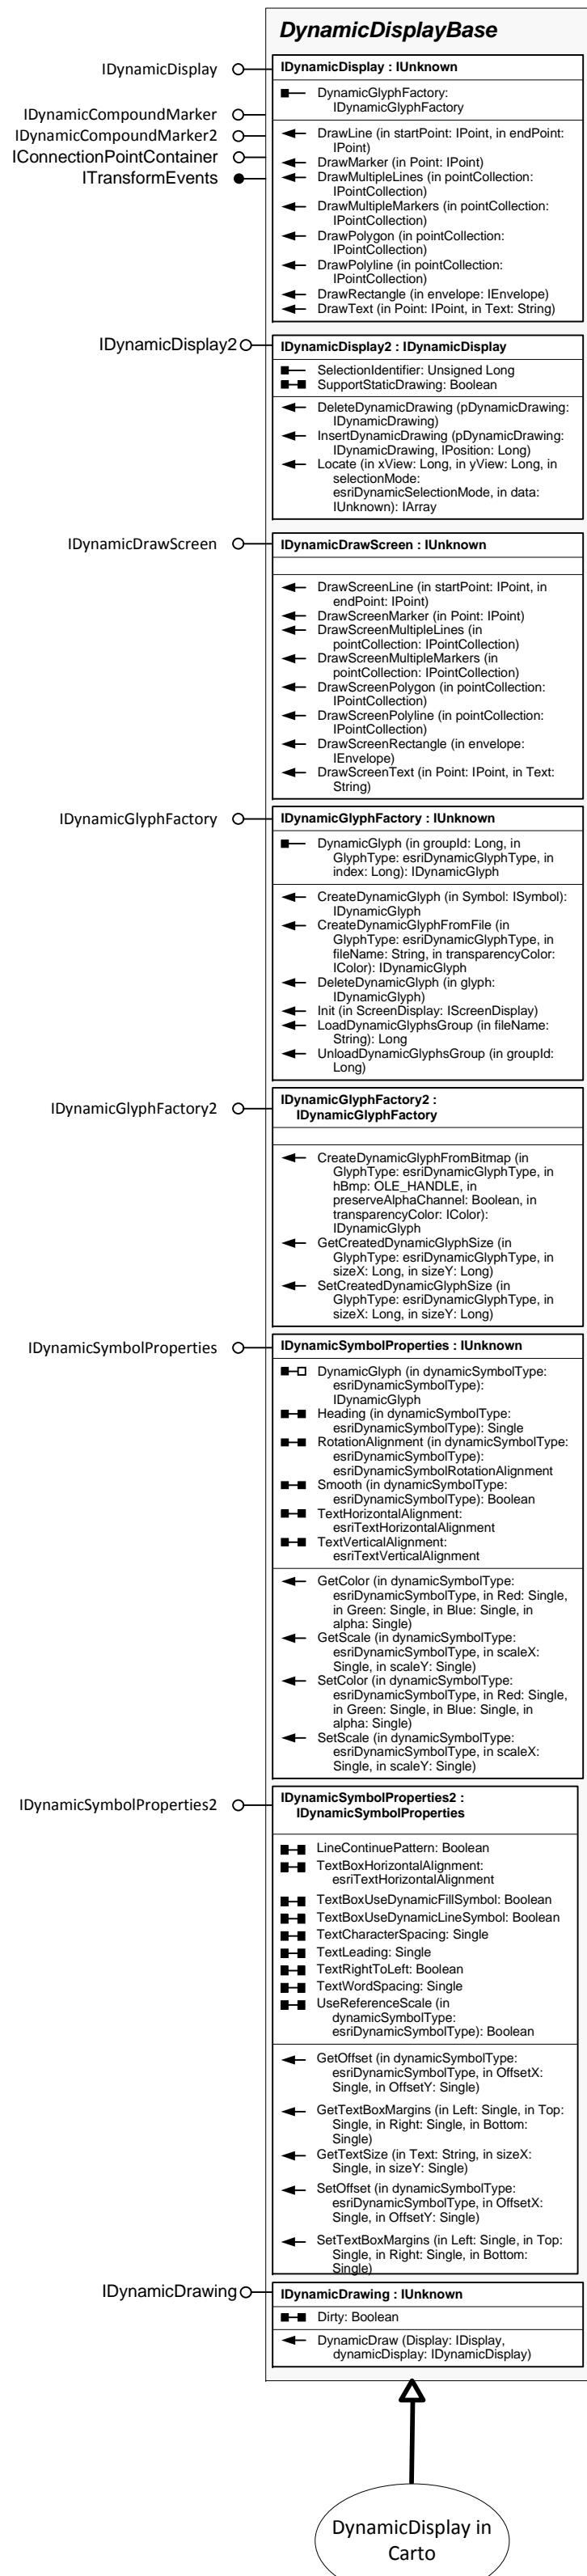 DynamicDisplayBase
IDynamicDisplay
IDynamicDisplay : IUnknown
DynamicGlyphFactory:
IDynamicGlyphFactory
IDynamicCompoundMarker
IDynamicCompoundMarker2
IConnectionPointContainer
ITransformEvents
DrawLine (in startPoint: IPoint, in endPoint:
IPoint)
DrawMarker (in Point: IPoint)
DrawMultipleLines (in pointCollection:
IPointCollection)
DrawMultipleMarkers (in pointCollection:
IPointCollection)
DrawPolygon (in pointCollection:
IPointCollection)
DrawPolyline (in pointCollection:
IPointCollection)
DrawRectangle (in envelope: IEnvelope)
DrawText (in Point: IPoint, in Text: String)
IDynamicDisplay2
IDynamicDisplay2 : IDynamicDisplay
SelectionIdentifier: Unsigned Long
SupportStaticDrawing: Boolean
DeleteDynamicDrawing (pDynamicDrawing:
IDynamicDrawing)
InsertDynamicDrawing (pDynamicDrawing:
IDynamicDrawing, lPosition: Long)
Locate (in xView: Long, in yView: Long, in
selectionMode:
esriDynamicSelectionMode, in data:
IUnknown): IArray
IDynamicDrawScreen
IDynamicDrawScreen : IUnknown
DrawScreenLine (in startPoint: IPoint, in
endPoint: IPoint)
DrawScreenMarker (in Point: IPoint)
DrawScreenMultipleLines (in
pointCollection: IPointCollection)
DrawScreenMultipleMarkers (in
pointCollection: IPointCollection)
DrawScreenPolygon (in pointCollection:
IPointCollection)
DrawScreenPolyline (in pointCollection:
IPointCollection)
DrawScreenRectangle (in envelope:
IEnvelope)
DrawScreenText (in Point: IPoint, in Text:
String)
IDynamicGlyphFactory
IDynamicGlyphFactory : IUnknown
DynamicGlyph (in groupId: Long, in
GlyphType: esriDynamicGlyphType, in
index: Long): IDynamicGlyph
CreateDynamicGlyph (in Symbol: ISymbol):
IDynamicGlyph
CreateDynamicGlyphFromFile (in
GlyphType: esriDynamicGlyphType, in
fileName: String, in transparencyColor:
IColor): IDynamicGlyph
DeleteDynamicGlyph (in glyph:
IDynamicGlyph)
Init (in ScreenDisplay: IScreenDisplay)
LoadDynamicGlyphsGroup (in fileName:
String): Long
UnloadDynamicGlyphsGroup (in groupId:
Long)
IDynamicGlyphFactory2
IDynamicGlyphFactory2 :
IDynamicGlyphFactory
CreateDynamicGlyphFromBitmap (in
GlyphType: esriDynamicGlyphType, in
hBmp: OLE_HANDLE, in
preserveAlphaChannel: Boolean, in
transparencyColor: IColor):
IDynamicGlyph
GetCreatedDynamicGlyphSize (in
GlyphType: esriDynamicGlyphType, in
sizeX: Long, in sizeY: Long)
SetCreatedDynamicGlyphSize (in
GlyphType: esriDynamicGlyphType, in
sizeX: Long, in sizeY: Long)
IDynamicSymbolProperties
IDynamicSymbolProperties : IUnknown
DynamicGlyph (in dynamicSymbolType:
esriDynamicSymbolType):
IDynamicGlyph
Heading (in dynamicSymbolType:
esriDynamicSymbolType): Single
RotationAlignment (in dynamicSymbolType:
esriDynamicSymbolType):
esriDynamicSymbolRotationAlignment
Smooth (in dynamicSymbolType:
esriDynamicSymbolType): Boolean
TextHorizontalAlignment:
esriTextHorizontalAlignment
TextVerticalAlignment:
esriTextVerticalAlignment
GetColor (in dynamicSymbolType:
esriDynamicSymbolType, in Red: Single,
in Green: Single, in Blue: Single, in
alpha: Single)
GetScale (in dynamicSymbolType:
esriDynamicSymbolType, in scaleX:
Single, in scaleY: Single)
SetColor (in dynamicSymbolType:
esriDynamicSymbolType, in Red: Single,
in Green: Single, in Blue: Single, in
alpha: Single)
SetScale (in dynamicSymbolType:
esriDynamicSymbolType, in scaleX:
Single, in scaleY: Single)
IDynamicSymbolProperties2
IDynamicSymbolProperties2 :
IDynamicSymbolProperties
LineContinuePattern: Boolean
TextBoxHorizontalAlignment:
esriTextHorizontalAlignment
TextBoxUseDynamicFillSymbol: Boolean
TextBoxUseDynamicLineSymbol: Boolean
TextCharacterSpacing: Single
TextLeading: Single
TextRightToLeft: Boolean
TextWordSpacing: Single
UseReferenceScale (in
dynamicSymbolType:
esriDynamicSymbolType): Boolean
GetOffset (in dynamicSymbolType:
esriDynamicSymbolType, in OffsetX:
Single, in OffsetY: Single)
GetTextBoxMargins (in Left: Single, in Top:
Single, in Right: Single, in Bottom:
Single)
GetTextSize (in Text: String, in sizeX:
Single, in sizeY: Single)
SetOffset (in dynamicSymbolType:
esriDynamicSymbolType, in OffsetX:
Single, in OffsetY: Single)
SetTextBoxMargins (in Left: Single, in Top:
Single, in Right: Single, in Bottom:
Single)
IDynamicDrawing
IDynamicDrawing : IUnknown
Dirty: Boolean
DynamicDraw (Display: IDisplay,
dynamicDisplay: IDynamicDisplay)
DynamicDisplay in
Carto